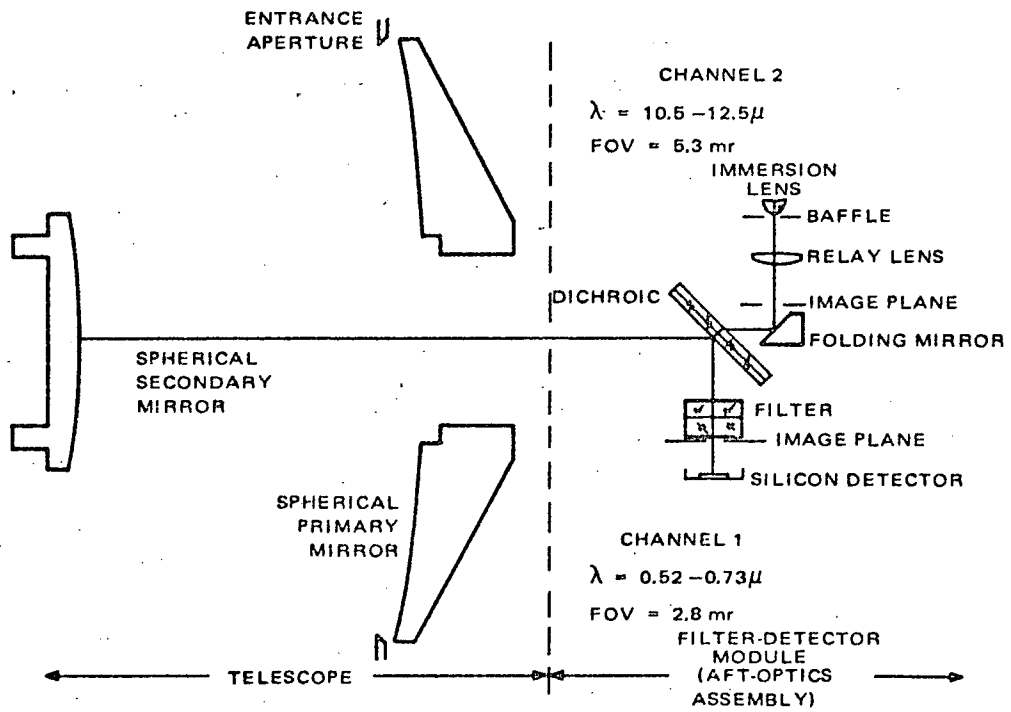 ENTRANCE
APERTURE
CHANNEL 2
λ = 10.5 – 12.5μ
FOV = 5.3 mr
IMMERSION
LENS
BAFFLE
RELAY LENS
DICHROIC
IMAGE PLANE
FOLDING MIRROR
SPHERICAL
SECONDARY
MIRROR
FILTER
IMAGE PLANE
SILICON DETECTOR
SPHERICAL
PRIMARY
MIRROR
CHANNEL 1
λ = 0.52 – 0.73μ
FOV = 2.8 mr
TELESCOPE
FILTER-DETECTOR
MODULE
(AFT-OPTICS
ASSEMBLY)